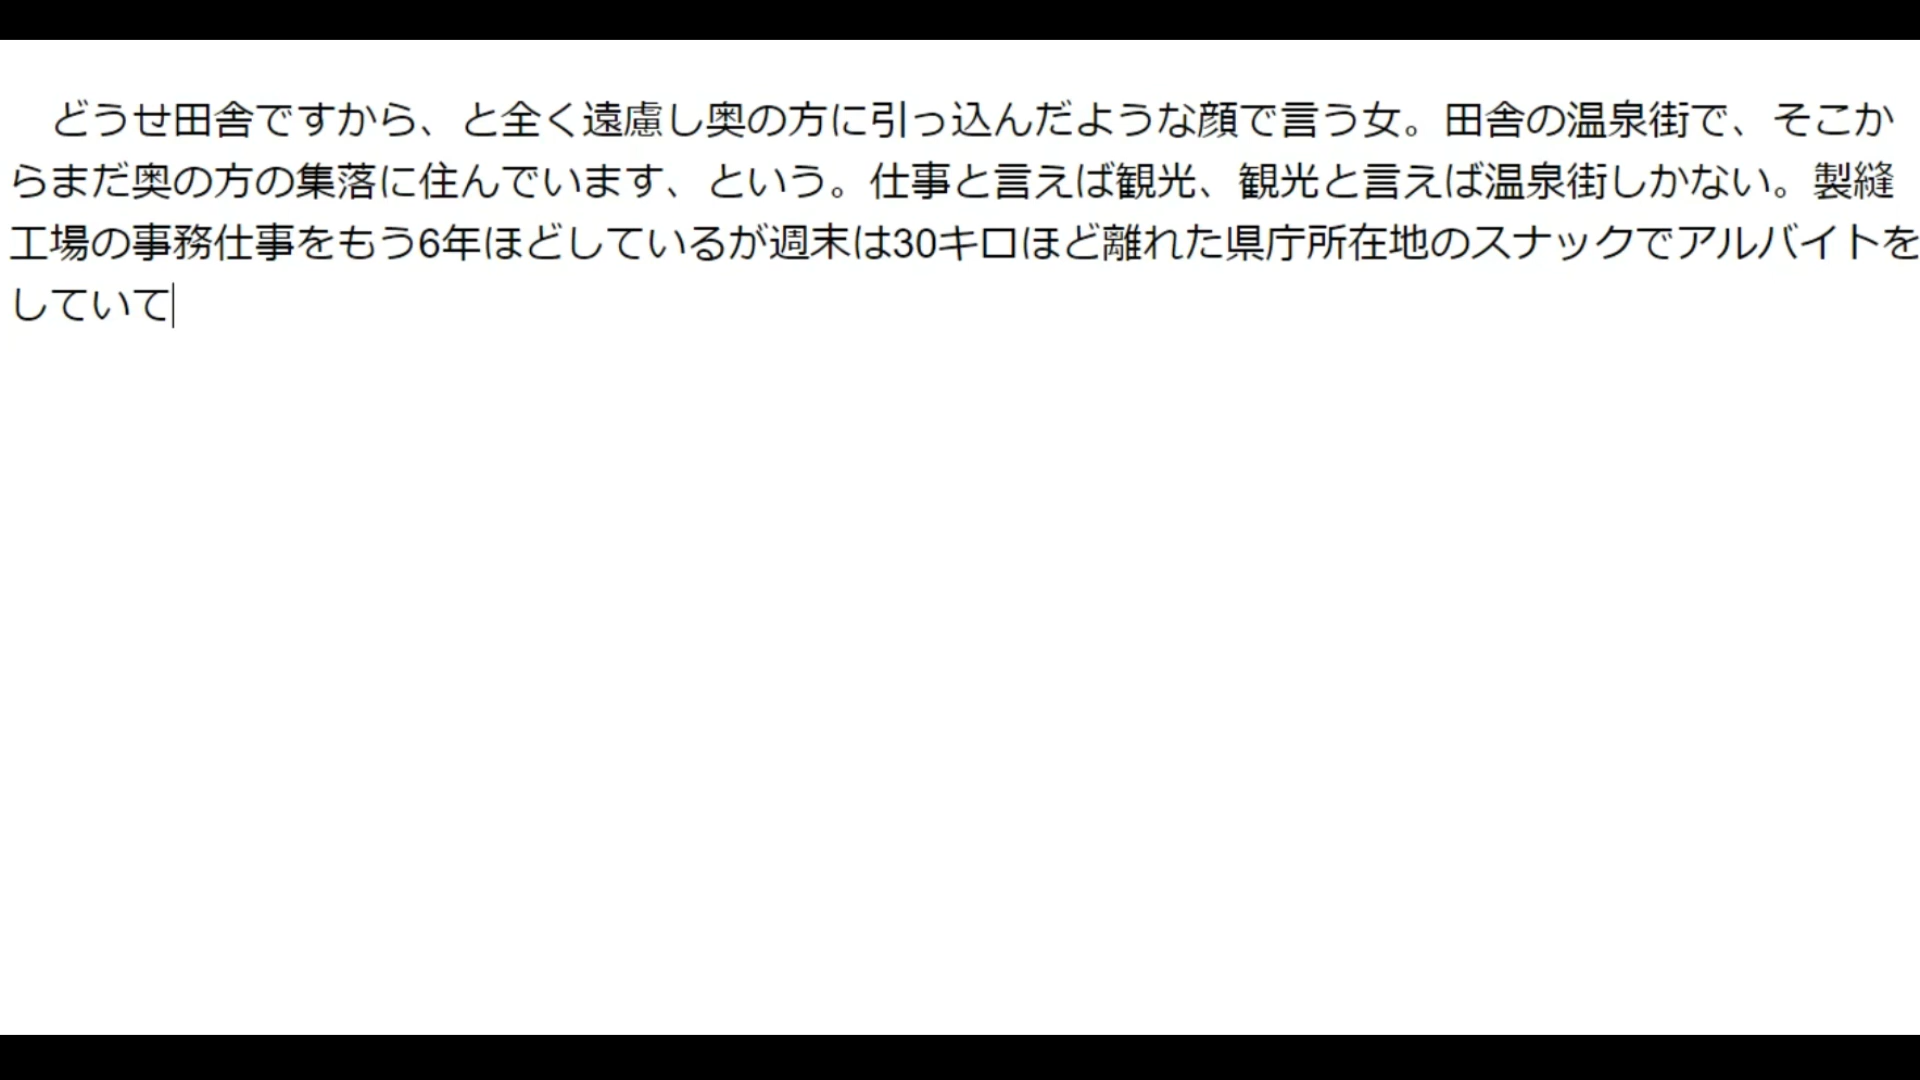 どうせ田舎ですから、と全く遠慮し奥の方に引っ込んだような顔で言う女。田舎の温泉街で、そこか
らまだ奥の方の集落に住んでいます、という。仕事と言えば観光、観光と言えば温泉街しかない。製縫
工場の事務仕事をもう6年ほどしているが週末は30キロほど離れた県庁所在地のスナックでアルバイトを
していて